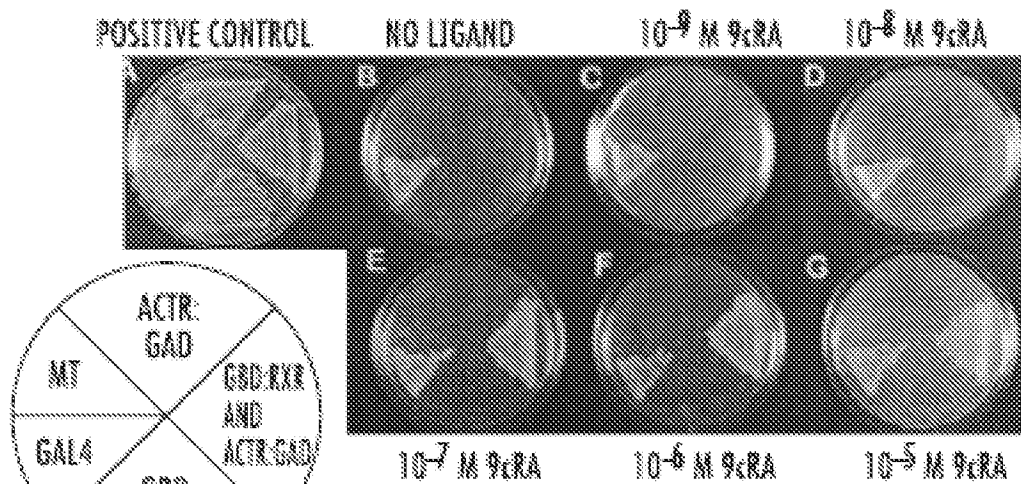 POSITIVE CONTROL
NO LIGAND
10⁻⁹ M 9cRA
10⁻⁸ M 9cRA
A
B
C
D
E
F
G
ACTR:
GAD
MT
GBD:RXR
AND
ACTR:GAD
GAL4
GBD
10⁻⁷ M 9cRA
10⁻⁶ M 9cRA
10⁻⁵ M 9cRA